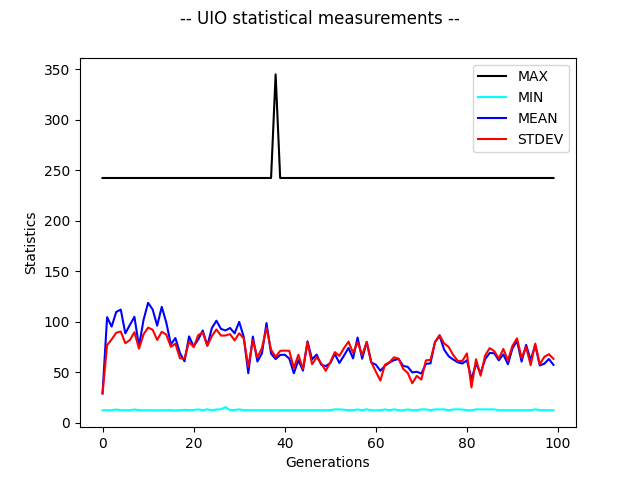 -- UIO statistical measurements --
MAX
MIN
MEAN
STDEV
350
300
250
200
150
100
50
0
Statistics
0 20 40 60 80 100
Generations